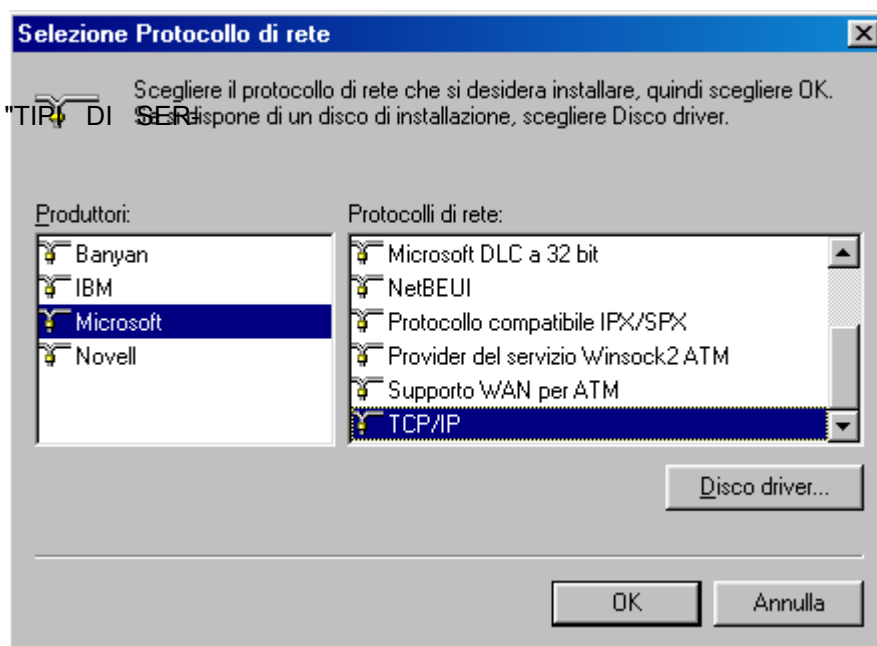 Selezione Protocollo di rete
Scegliere il protocollo di rete che si desidera installare, quindi scegliere OK.
"TIPI DI SER-
dispone di un disco di installazione, scegliere Disco driver.
Produttori:
Banyan
IBM
Microsoft
Novell
Protocolli di rete:
Microsoft DLC a 32 bit
NetBEUI
Protocollo compatibile IPX/SPX
Provider del servizio Winsock2 ATM
Supporto WAN per ATM
TCP/IP
Disco driver...
OK
Annulla